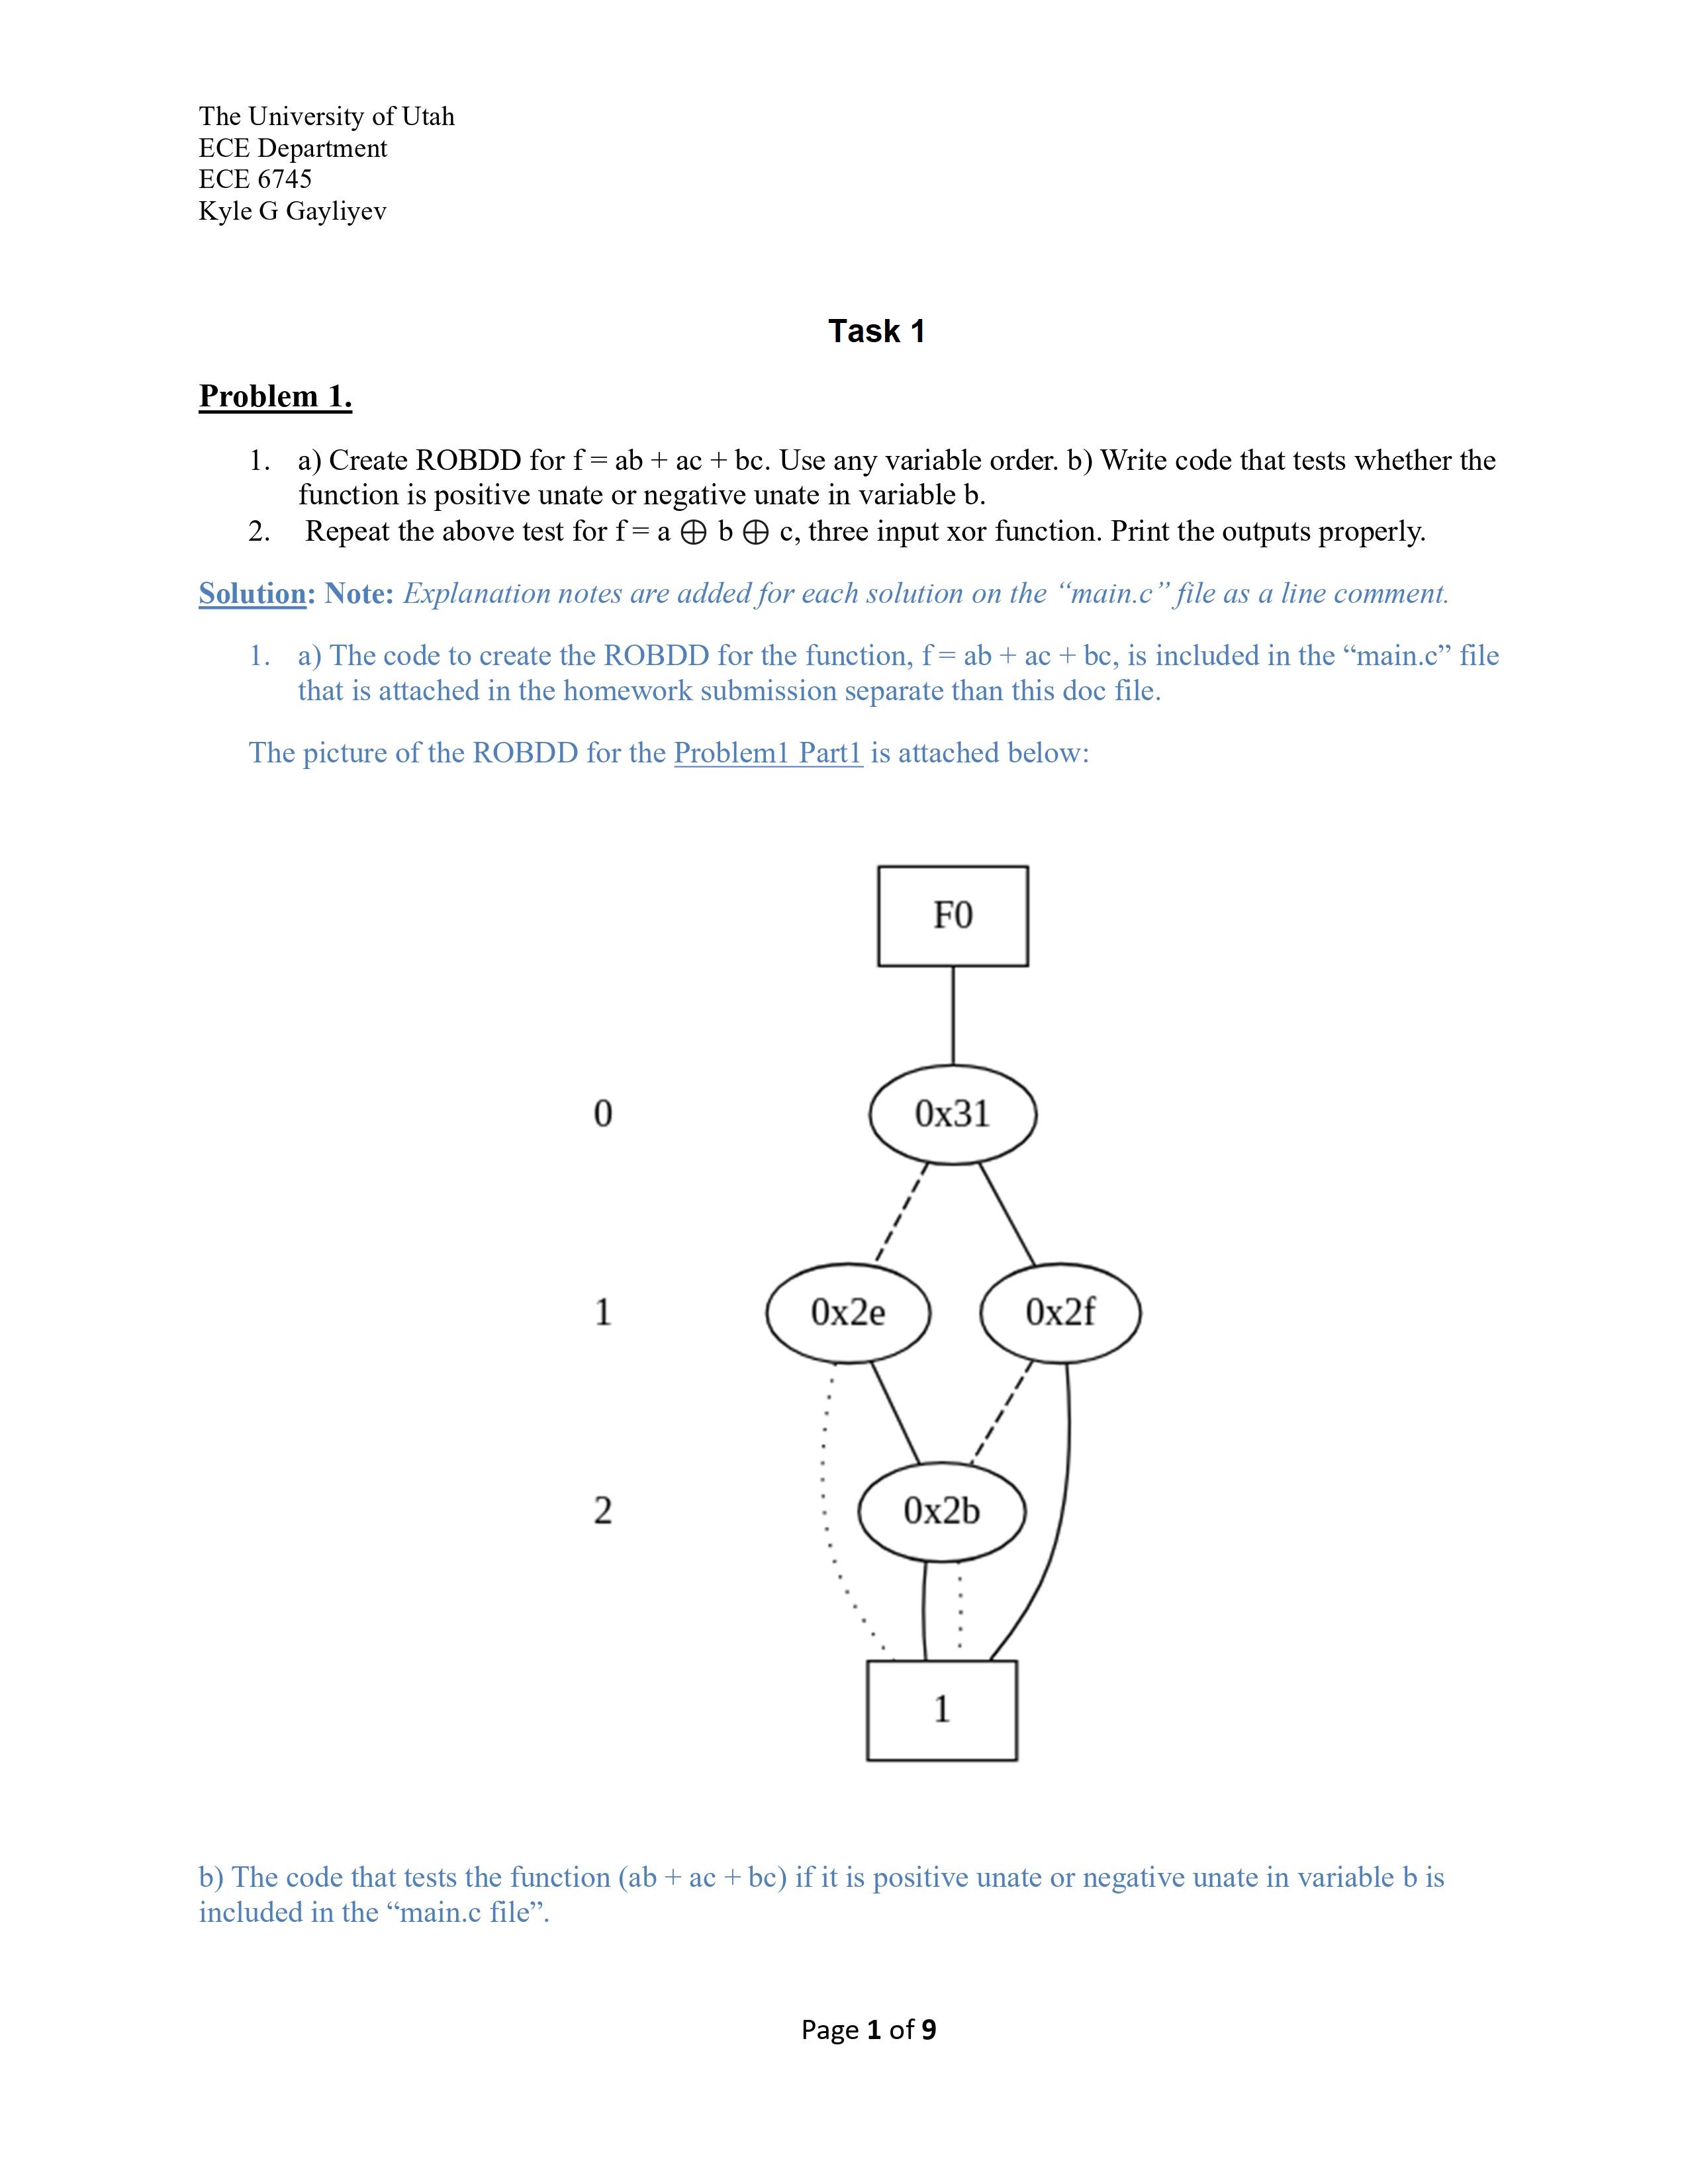 The University of Utah
ECE Department
ECE 6745
Kyle G Gayliyev
Task 1
Problem 1.
1. a) Create ROBDD for f = ab + ac + bc. Use any variable order. b) Write code that tests whether the
function is positive unate or negative unate in variable b.
2. Repeat the above test for f = a ⊕ b ⊕ c, three input xor function. Print the outputs properly.
Solution: Note: Explanation notes are added for each solution on the “main.c” file as a line comment.
1. a) The code to create the ROBDD for the function, f = ab + ac + bc, is included in the “main.c” file
that is attached in the homework submission separate than this doc file.
The picture of the ROBDD for the Problem1 Part1 is attached below:
F0
0 0x31
1 0x2e 0x2f
2 0x2b
1
b) The code that tests the function (ab + ac + bc) if it is positive unate or negative unate in variable b is
included in the “main.c file”.
Page 1 of 9